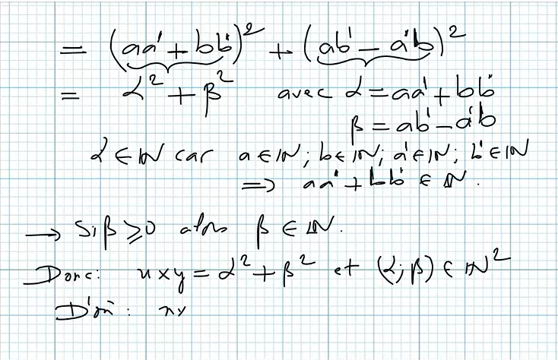 = (aa' + bb')² + (ab' − a'b)²
= α² + β² avec α = aa' + bb'
β = ab' − a'b
α ∈ ℕ car a ∈ ℕ ; b ∈ ℕ ; a' ∈ ℕ ; b' ∈ ℕ
⟹ aa' + bb' ∈ ℕ.
→ Si β ⩾ 0 alors β ∈ ℕ.
Donc : x × y = α² + β² et (α ; β) ∈ ℕ²
D'où : xx